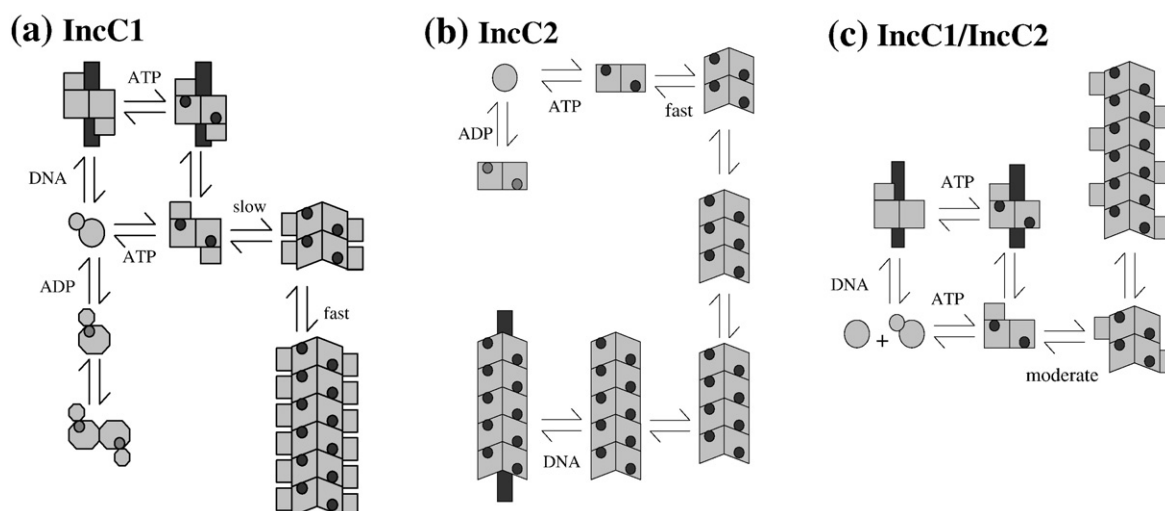 (a) IncC1
ATP
DNA
slow
ATP
ADP
fast
(b) IncC2
ATP
fast
ADP
DNA
(c) IncC1/IncC2
ATP
DNA
ATP
+
moderate